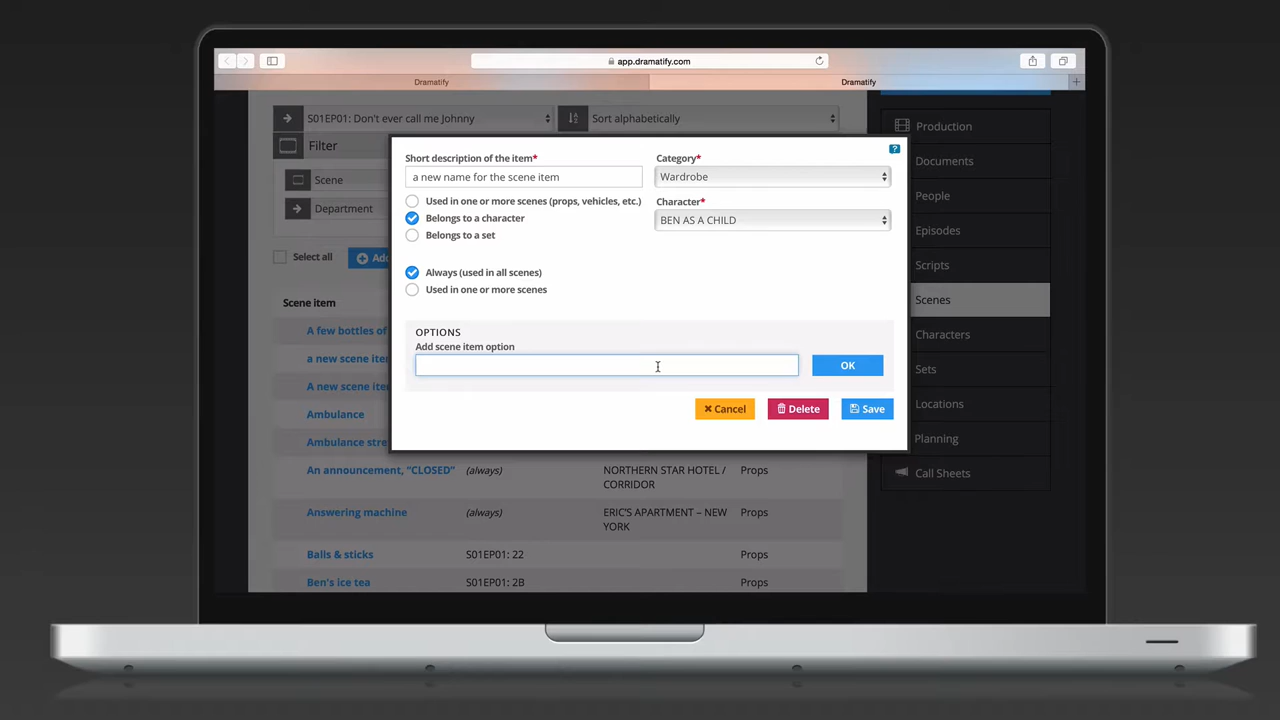 app.dramatify.com
Dramatify
Dramatify
+
S01EP01: Don't ever call me Johnny
Sort alphabetically
Filter
Scene
Department
Select all
Add
Scene item
A few bottles of
a new scene iter
A new scene iter
Ambulance
Ambulance stre
An announcement, "CLOSED" (always) NORTHERN STAR HOTEL / CORRIDOR Props
Answering machine (always) ERIC'S APARTMENT – NEW YORK Props
Balls & sticks S01EP01: 22 Props
Ben's ice tea S01EP01: 2B Props
?
Short description of the item*
a new name for the scene item
Used in one or more scenes (props, vehicles, etc.)
Belongs to a character
Belongs to a set
Category*
Wardrobe
Character*
BEN AS A CHILD
Always (used in all scenes)
Used in one or more scenes
OPTIONS
Add scene item option
OK
Cancel
Delete
Save
Production
Documents
People
Episodes
Scripts
Scenes
Characters
Sets
Locations
Planning
Call Sheets